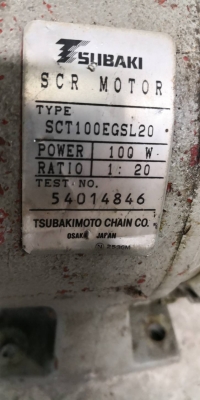 TSUBAKI
SCR MOTOR
TYPE
SCT100EGSL20
POWER 100 W
RATIO 1:20
TEST NO.
54014846
TSUBAKIMOTO CHAIN CO.
OSAKA JAPAN